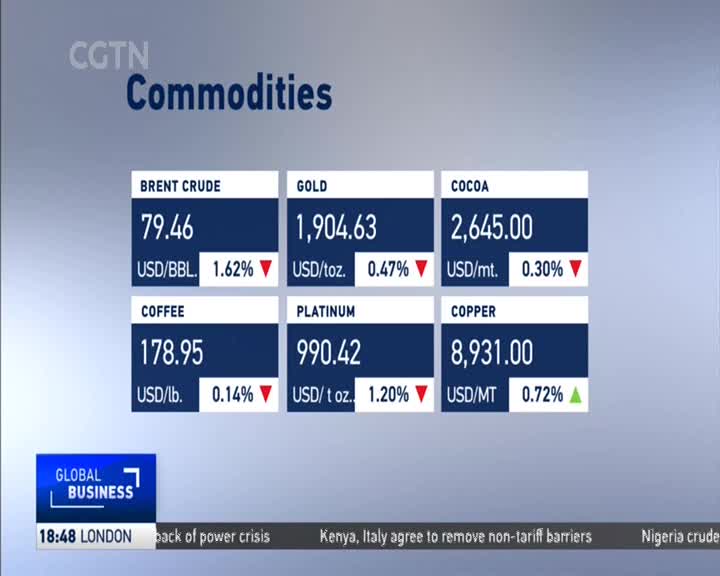 CGTN
Commodities
BRENT CRUDE
79.46
USD/BBL. 1.62%
GOLD
1,904.63
USD/toz. 0.47%
COCOA
2,645.00
USD/mt. 0.30%
COFFEE
178.95
USD/lb. 0.14%
PLATINUM
990.42
USD/ t oz.. 1.20%
COPPER
8,931.00
USD/MT 0.72%
GLOBAL
BUSINESS
18:48 LONDON back of power crisis Kenya, Italy agree to remove non-tariff barriers Nigeria crude